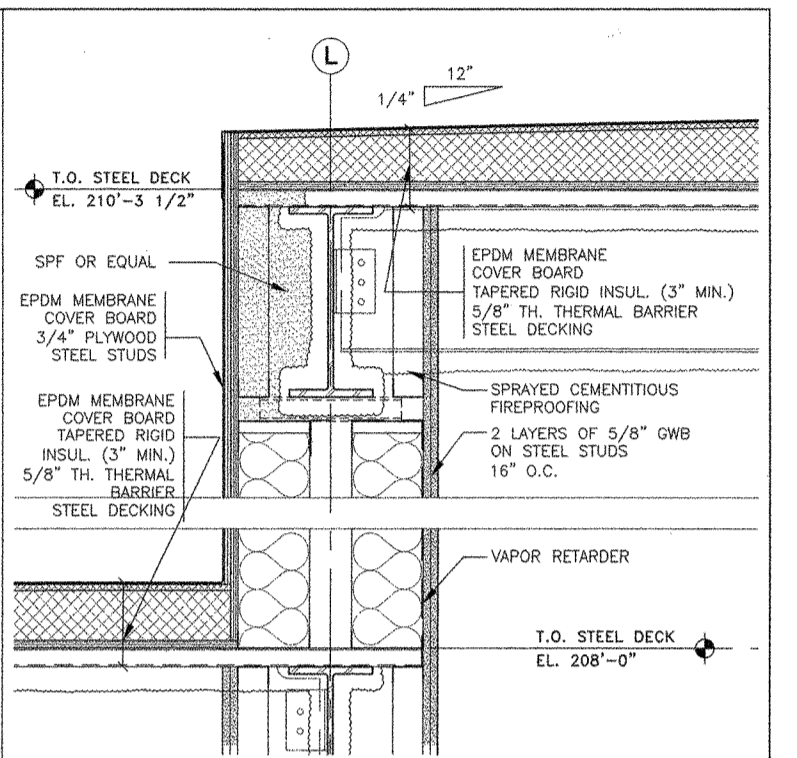 L
12"
1/4"
T.O. STEEL DECK
EL. 210'-3 1/2"
SPF OR EQUAL
EPDM MEMBRANE
COVER BOARD
3/4" PLYWOOD
STEEL STUDS
EPDM MEMBRANE
COVER BOARD
TAPERED RIGID
INSUL. (3" MIN.)
5/8" TH. THERMAL
BARRIER
STEEL DECKING
EPDM MEMBRANE
COVER BOARD
TAPERED RIGID INSUL. (3" MIN.)
5/8" TH. THERMAL BARRIER
STEEL DECKING
SPRAYED CEMENTITIOUS
FIREPROOFING
2 LAYERS OF 5/8" GWB
ON STEEL STUDS
16" O.C.
VAPOR RETARDER
T.O. STEEL DECK
EL. 208'-0"